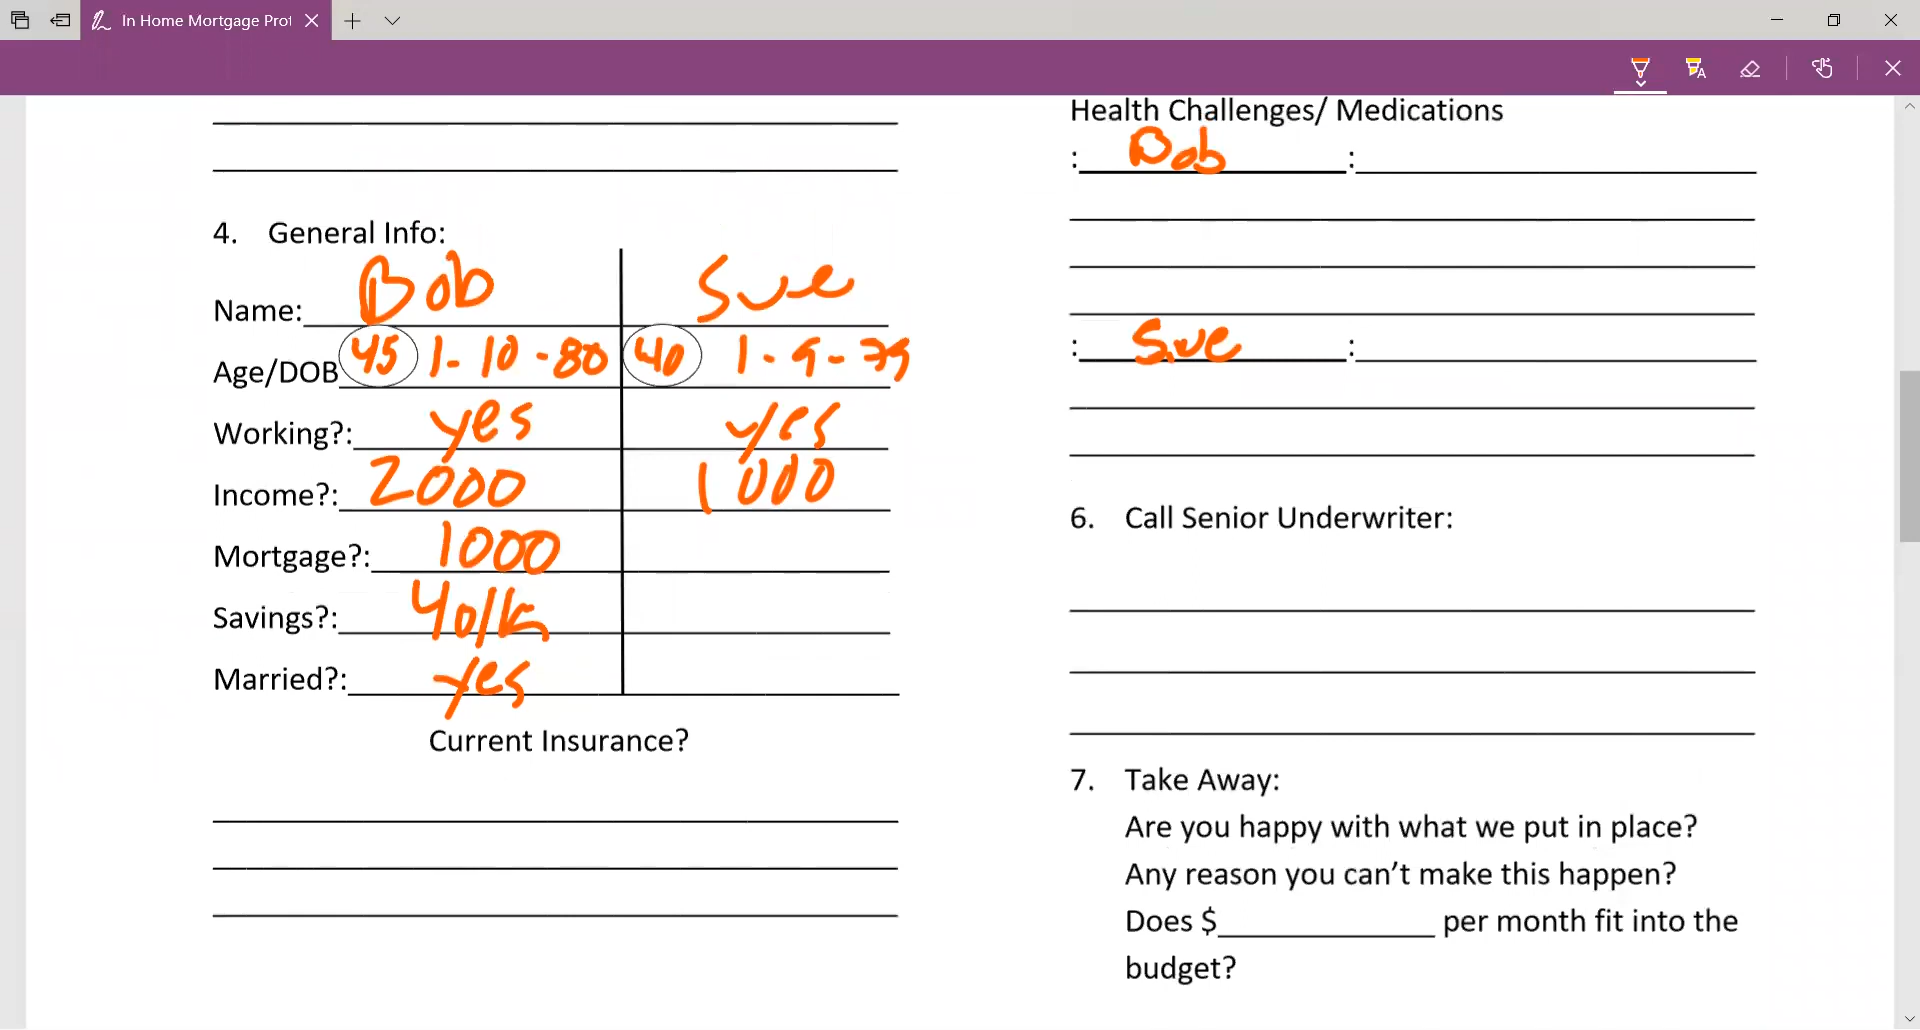 In Home Mortgage Pro
4. General Info:
Name: Bob Sue
Age/DOB 45 1-10-80 40 1-9-79
Working?: yes yes
Income?: 2000 1000
Mortgage?: 1000
Savings?: 401k
Married?: yes
Current Insurance?
Health Challenges/ Medications
: Bob :
: Sue :
6. Call Senior Underwriter:
7. Take Away:
Are you happy with what we put in place?
Any reason you can’t make this happen?
Does $ per month fit into the
budget?